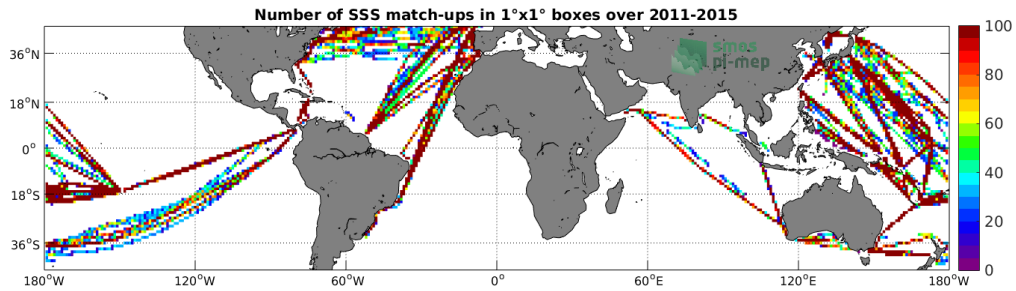 Number of SSS match-ups in 1°x1° boxes over 2011-2015
36°N
18°N
0°
18°S
36°S
180°W
120°W
60°W
0°
60°E
120°E
180°W
100
80
60
40
20
0
smos
pi-mep